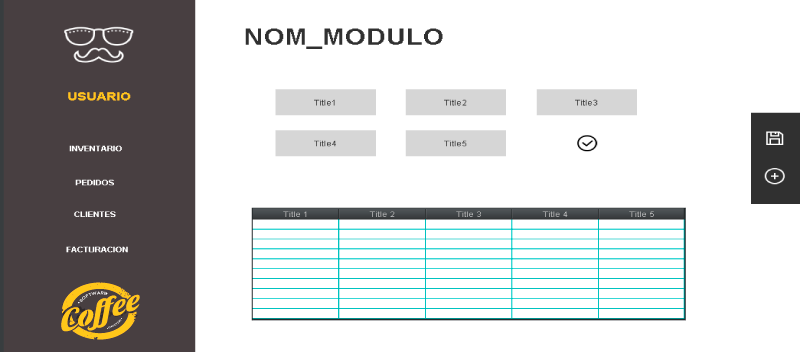 USUARIO
INVENTARIO
PEDIDOS
CLIENTES
FACTURACION
SOFTWARE
Coffee
NOM_MODULO
Title1 Title2 Title3
Title4 Title5
Title 1 Title 2 Title 3 Title 4 Title 5